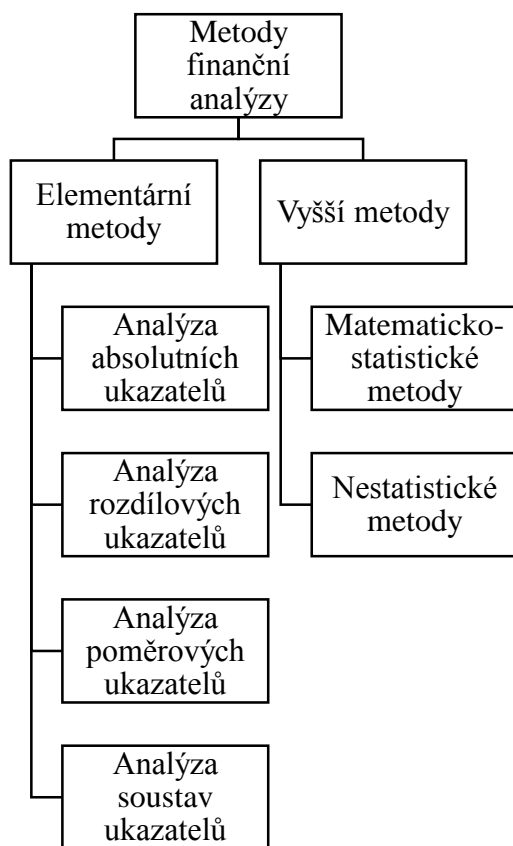 Metody
finanční
analýzy
Elementární
metody
Vyšší metody
Analýza
absolutních
ukazatelů
Matematicko-
statistické
metody
Analýza
rozdílových
ukazatelů
Nestatistické
metody
Analýza
poměrových
ukazatelů
Analýza
soustav
ukazatelů